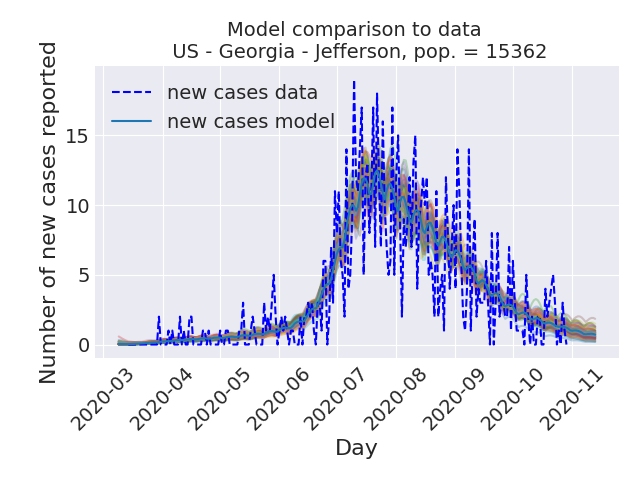 Model comparison to data
US - Georgia - Jefferson, pop. = 15362
new cases data
new cases model
Number of new cases reported
15
10
5
0
2020-03
2020-04
2020-05
2020-06
2020-07
2020-08
2020-09
2020-10
2020-11
Day